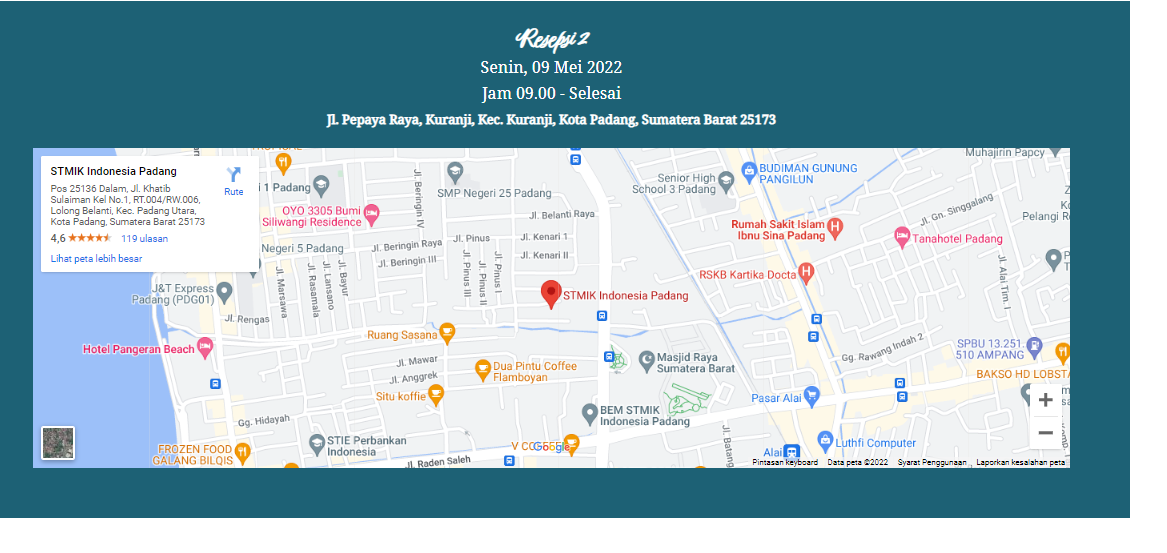 Resepsi 2
Senin, 09 Mei 2022
Jam 09.00 - Selesai
Jl. Pepaya Raya, Kuranji, Kec. Kuranji, Kota Padang, Sumatera Barat 25173
STMIK Indonesia Padang
Pos 25136 Dalam, Jl. Khatib
Sulaiman Kel No.1, RT.004/RW.006,
Lolong Belanti, Kec. Padang Utara,
Kota Padang, Sumatera Barat 25173
4,6
119 ulasan
Lihat peta lebih besar
Rute
1 Padang
OYO 3305 Bumi
Siliwangi Residence
Negeri 5 Padang
Jl. Beringin IV
SMP Negeri 25 Padang
Jl. Belanti Raya
Senior High
School 3 Padang
BUDIMAN GUNUNG
PANGILUN
Muhajirin Papcy
Jl. Gn. Singgalang
Pelangi R
Rumah Sakit Islam
Ibnu Sina Padang
Tanahotel Padang
Jl. Kenari 1
Jl. Kenari II
Jl. Pinus
Jl. Beringin Raya
Jl. Beringin III
Jl. Pinus III
Jl. Pinus II
Jl. Pinus I
Jl. Marsawa
Jl. Rasamala
Jl. Lansano
Jl. Bayur
J&T Express
Padang (PDG01)
Jl. Rengas
STMIK Indonesia Padang
RSKB Kartika Docta
Jl. Alai Tim. I
Ruang Sasana
Hotel Pangeran Beach
Jl. Mawar
Jl. Anggrek
Situ koffie
Dua Pintu Coffee
Flamboyan
Masjid Raya
Sumatera Barat
Gg. Rawang Indah 2
SPBU 13.251.
510 AMPANG
BAKSO HD LOBSTA
Pasar Alai
BEM STMIK
Indonesia Padang
Gg. Hidayah
STIE Perbankan
Indonesia
FROZEN FOOD
GALANG BILQIS
Jl. Raden Saleh
Google
Jl. Batang
Alai
Luthfi Computer
+
−
Pintasan keyboard
Data peta ©2022
Syarat Penggunaan
Laporkan kesalahan peta